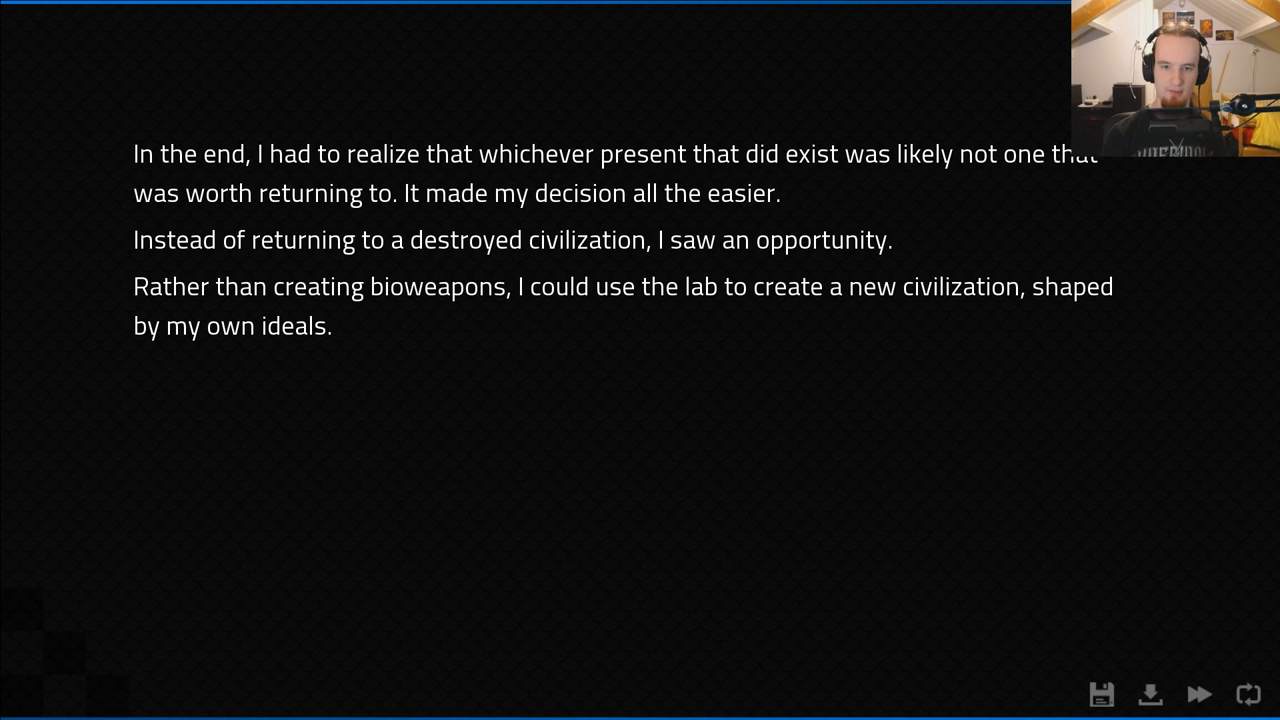 In the end, I had to realize that whichever present that did exist was likely not one that
was worth returning to. It made my decision all the easier.
Instead of returning to a destroyed civilization, I saw an opportunity.
Rather than creating bioweapons, I could use the lab to create a new civilization, shaped
by my own ideals.